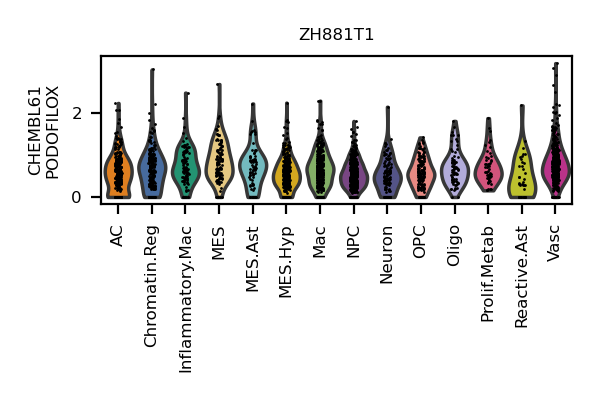 ZH881T1
CHEMBL61
PODOFILOX
2
0
AC
Chromatin.Reg
Inflammatory.Mac
MES
MES.Ast
MES.Hyp
Mac
NPC
Neuron
OPC
Oligo
Prolif.Metab
Reactive.Ast
Vasc